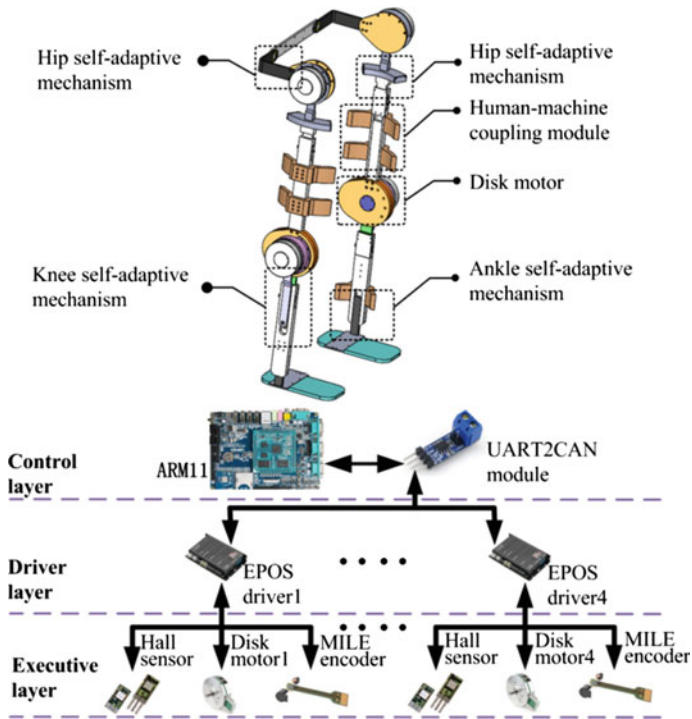 Hip self-adaptive
mechanism
Hip self-adaptive
mechanism
Human-machine
coupling module
Disk motor
Knee self-adaptive
mechanism
Ankle self-adaptive
mechanism
Control
layer
ARM11
UART2CAN
module
Driver
layer
EPOS
driver1
EPOS
driver4
Executive
layer
Hall
sensor
Disk
motor1
MILE
encoder
Hall
sensor
Disk
motor4
MILE
encoder